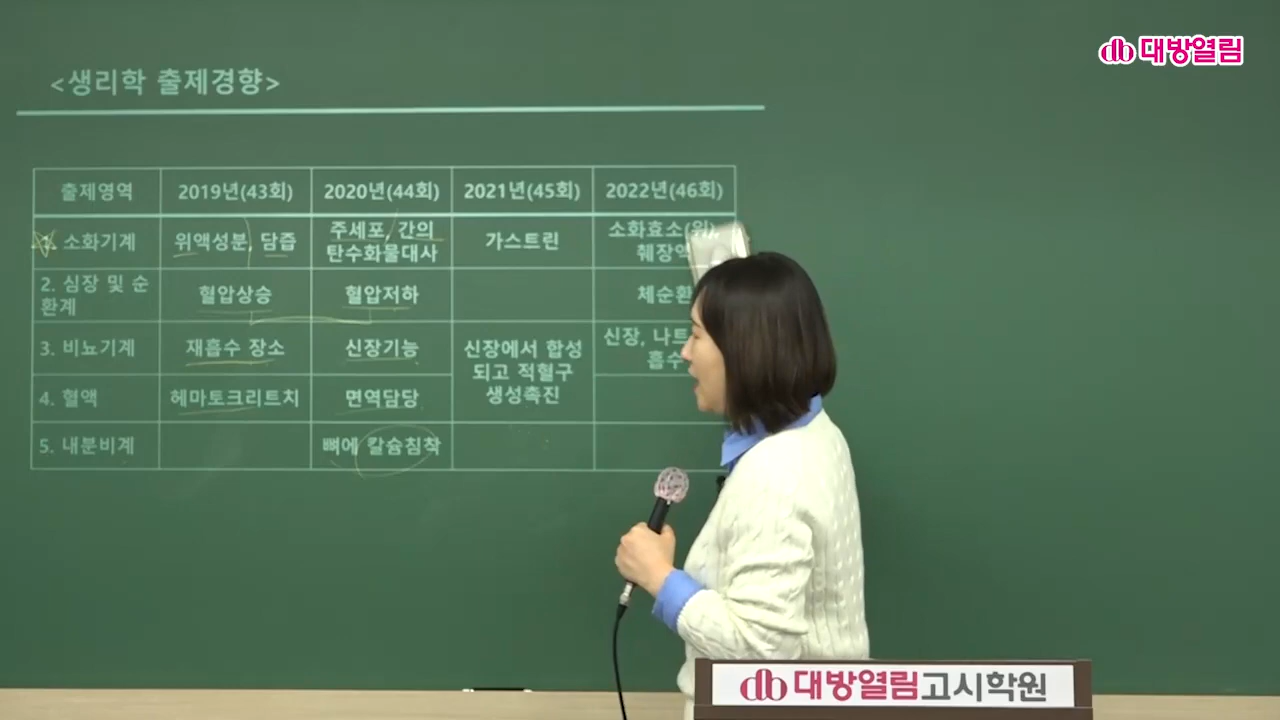 대방열림
<생리학 출제경향>
출제영역 2019년(43회) 2020년(44회) 2021년(45회) 2022년(46회)
소화기계 위액성분, 담즙 주세포, 간의 가스트린 소화효소(위),
탄수화물대사 췌장액
2. 심장 및 순 혈압상승 혈압저하 체순환
환계
3. 비뇨기계 재흡수 장소 신장기능 신장에서 합성 신장, 나트
되고 적혈구 흡수
4. 혈액 헤마토크리트치 면역담당 생성촉진
5. 내분비계 뼈에 칼슘침착
대방열림고시학원